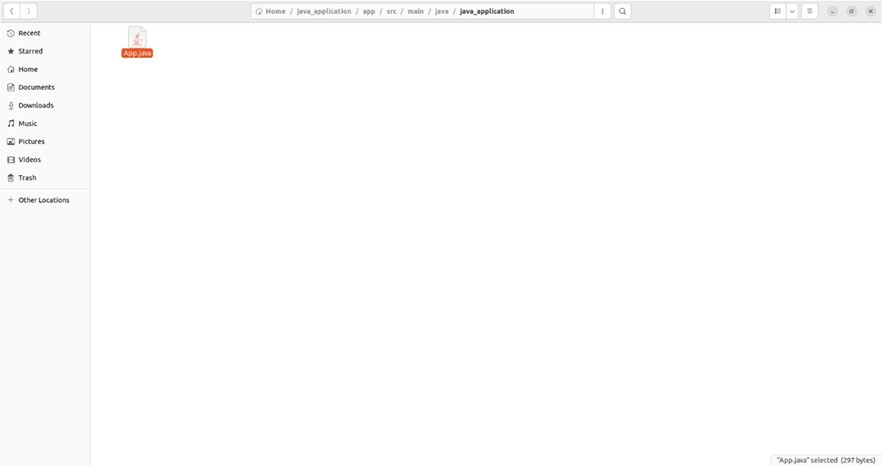 Home / java_application / app / src / main / java / java_application
Recent
Starred
Home
Documents
Downloads
Music
Pictures
Videos
Trash
+ Other Locations
App.java
"App.java" selected (297 bytes)